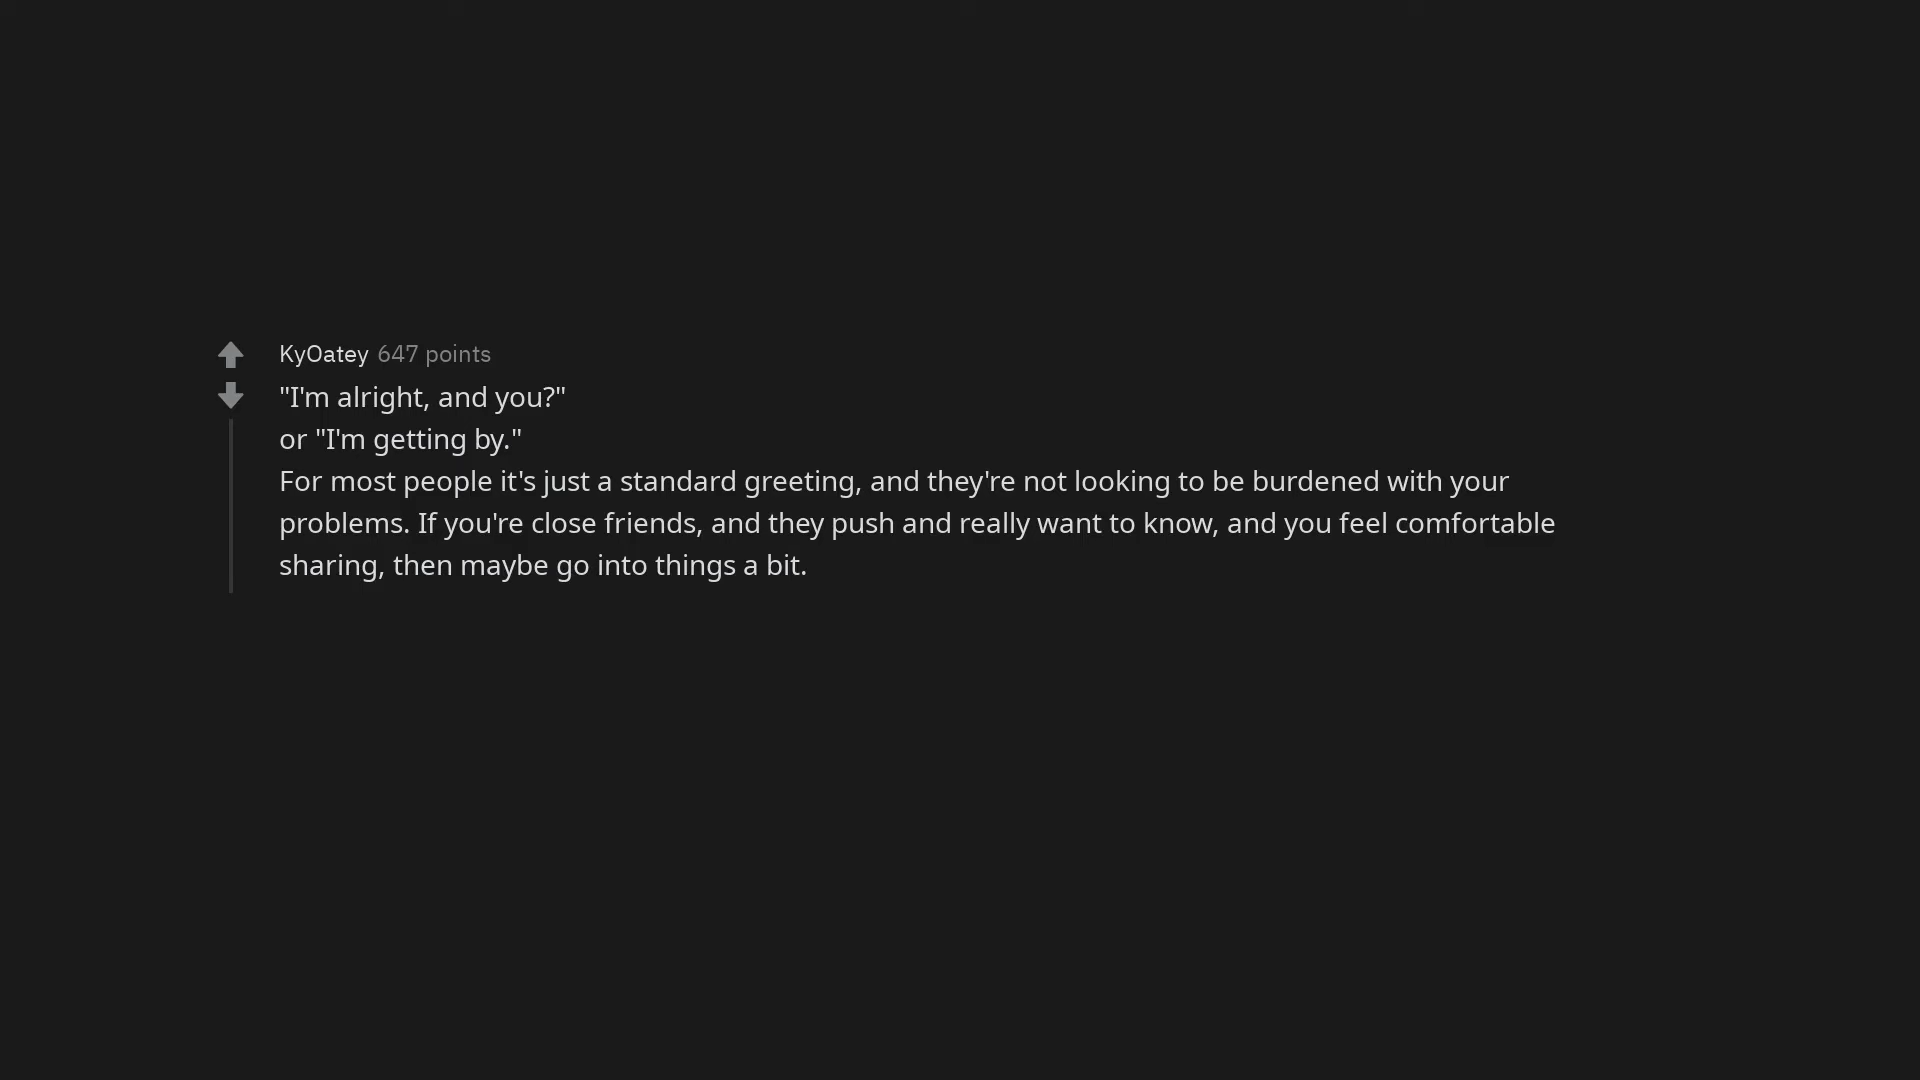 KyOatey 647 points
"I'm alright, and you?"
or "I'm getting by."
For most people it's just a standard greeting, and they're not looking to be burdened with your
problems. If you're close friends, and they push and really want to know, and you feel comfortable
sharing, then maybe go into things a bit.